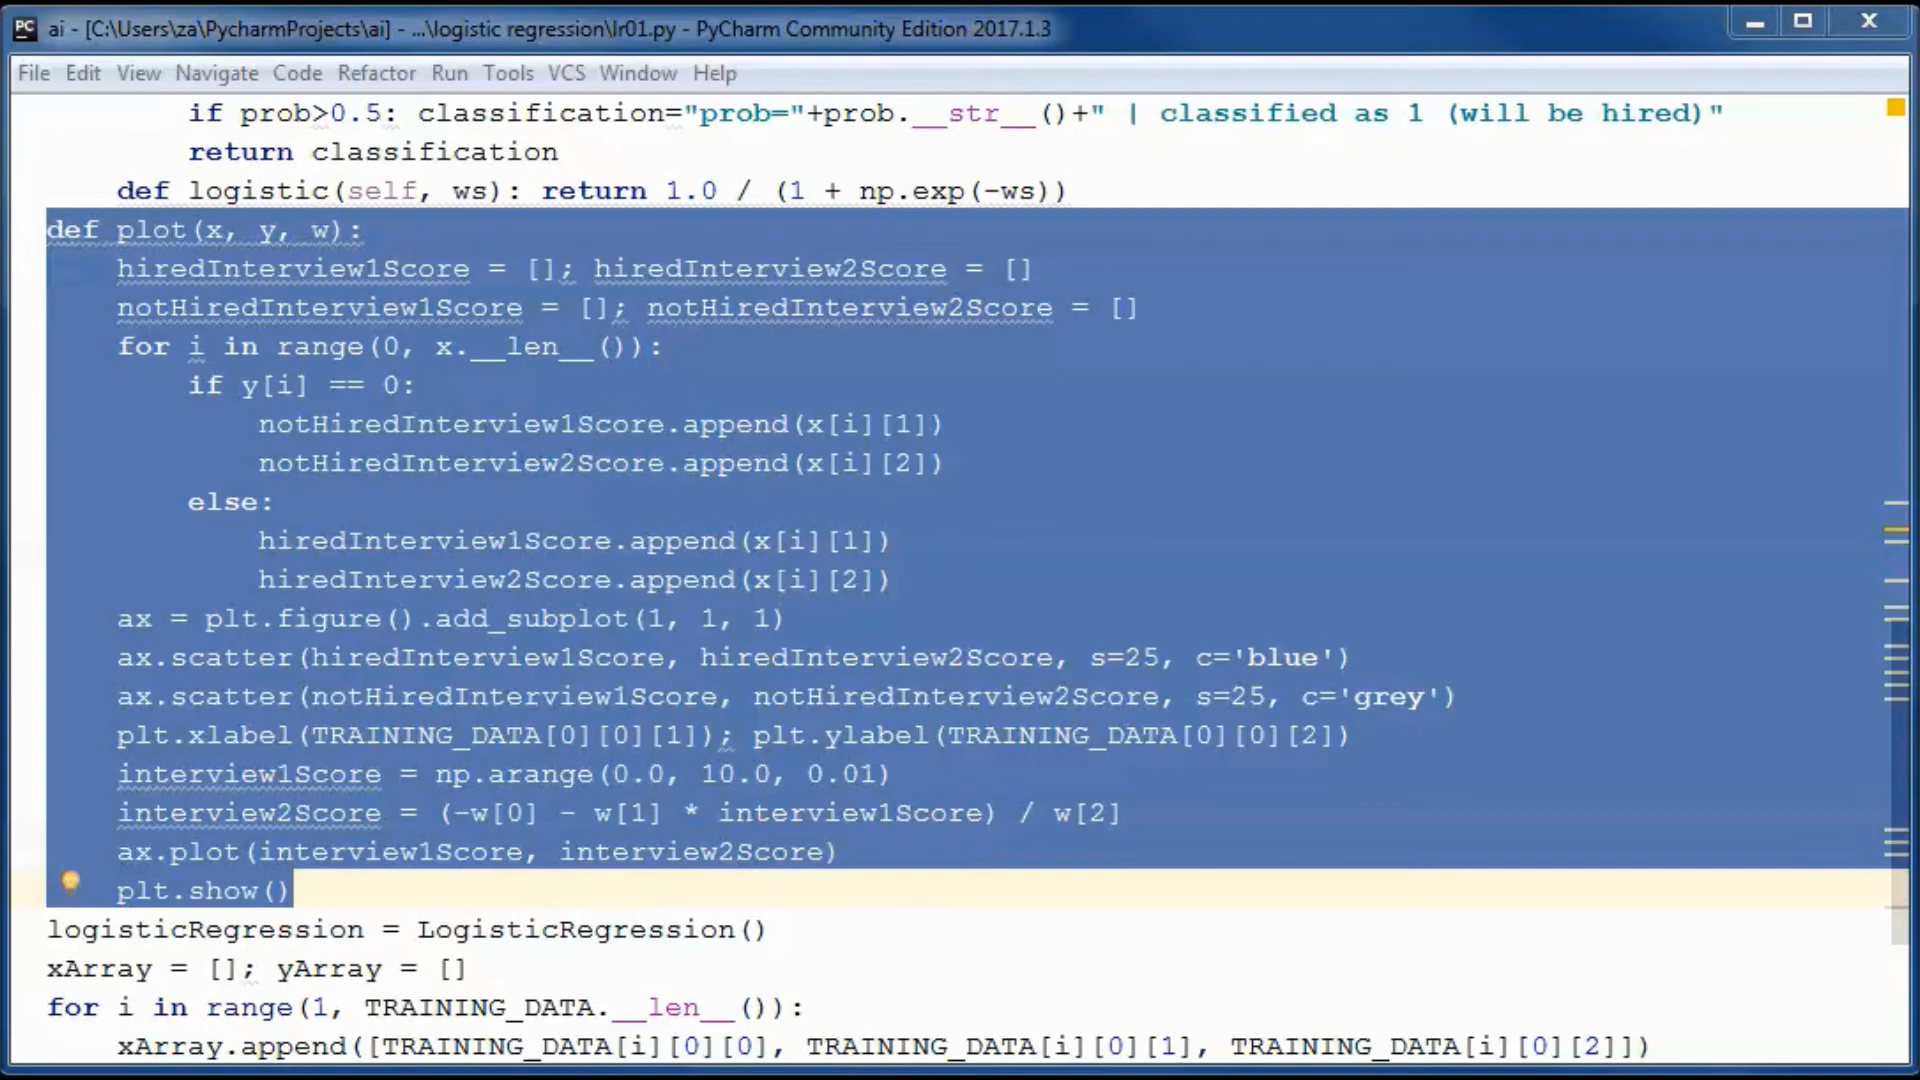 PC ai - [C:\Users\za\PycharmProjects\ai] - ...\logistic regression\lr01.py - PyCharm Community Edition 2017.1.3
File Edit View Navigate Code Refactor Run Tools VCS Window Help
        if prob>0.5: classification="prob="+prob.__str__()+" | classified as 1 (will be hired)"
        return classification
    def logistic(self, ws): return 1.0 / (1 + np.exp(-ws))
def plot(x, y, w):
    hiredInterview1Score = []; hiredInterview2Score = []
    notHiredInterview1Score = []; notHiredInterview2Score = []
    for i in range(0, x.__len__()):
        if y[i] == 0:
            notHiredInterview1Score.append(x[i][1])
            notHiredInterview2Score.append(x[i][2])
        else:
            hiredInterview1Score.append(x[i][1])
            hiredInterview2Score.append(x[i][2])
    ax = plt.figure().add_subplot(1, 1, 1)
    ax.scatter(hiredInterview1Score, hiredInterview2Score, s=25, c='blue')
    ax.scatter(notHiredInterview1Score, notHiredInterview2Score, s=25, c='grey')
    plt.xlabel(TRAINING_DATA[0][0][1]); plt.ylabel(TRAINING_DATA[0][0][2])
    interview1Score = np.arange(0.0, 10.0, 0.01)
    interview2Score = (-w[0] - w[1] * interview1Score) / w[2]
    ax.plot(interview1Score, interview2Score)
    plt.show()
logisticRegression = LogisticRegression()
xArray = []; yArray = []
for i in range(1, TRAINING_DATA.__len__()):
    xArray.append([TRAINING_DATA[i][0][0], TRAINING_DATA[i][0][1], TRAINING_DATA[i][0][2]])